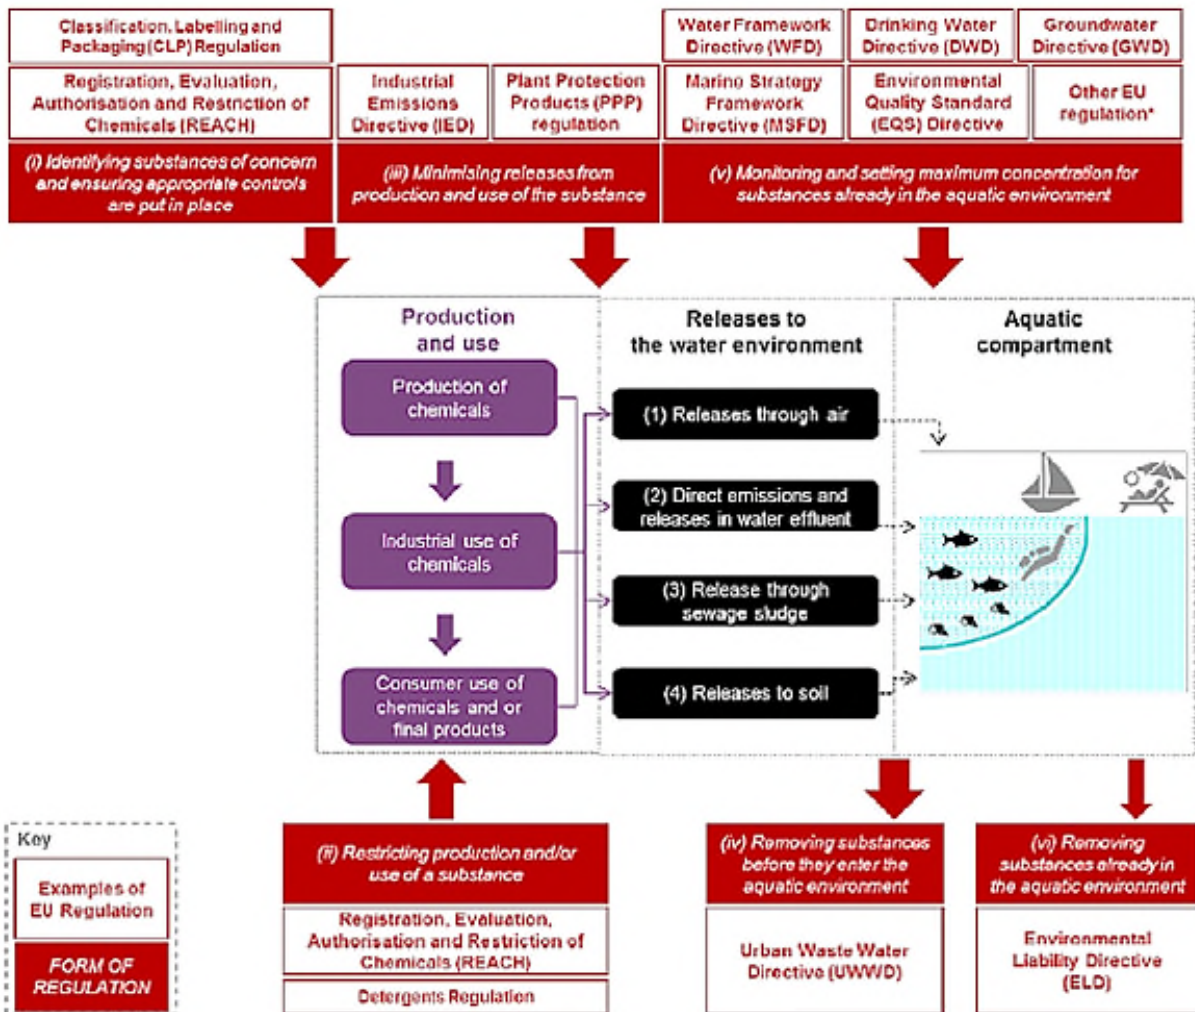 Classification, Labelling and
Packaging (CLP) Regulation
Registration, Evaluation,
Authorisation and Restriction of
Chemicals (REACH)
(i) Identifying substances of concern
and ensuring appropriate controls
are put in place
Industrial
Emissions
Directive (IED)
Plant Protection
Products (PPP)
regulation
(iii) Minimising releases from
production and use of the substance
Water Framework
Directive (WFD)
Drinking Water
Directive (DWD)
Groundwater
Directive (GWD)
Marine Strategy
Framework
Directive (MSFD)
Environmental
Quality Standard
(EQS) Directive
Other EU
regulation*
(v) Monitoring and setting maximum concentration for
substances already in the aquatic environment
Production
and use
Releases to
the water environment
Aquatic
compartment
Production of
chemicals
Industrial use of
chemicals
Consumer use of
chemicals and or
final products
(1) Releases through air
(2) Direct emissions and
releases in water effluent
(3) Release through
sewage sludge
(4) Releases to soil
Key
Examples of
EU Regulation
FORM OF
REGULATION
(ii) Restricting production and/or
use of a substance
Registration, Evaluation,
Authorisation and Restriction of
Chemicals (REACH)
Detergents Regulation
(iv) Removing substances
before they enter the
aquatic environment
Urban Waste Water
Directive (UWWD)
(vi) Removing
substances already in
the aquatic environment
Environmental
Liability Directive
(ELD)